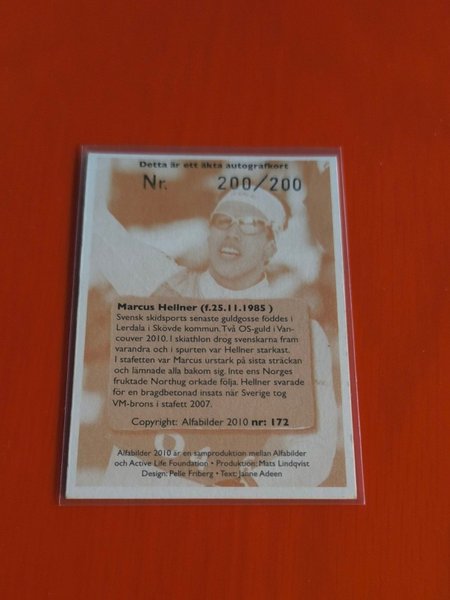 Detta är ett äkta autografkort
Nr. 200/200
Marcus Hellner (f.25.11.1985 )
Svensk skidsports senaste guldgosse föddes i
Lerdala i Skövde kommun. Två OS-guld i Van-
couver 2010. I skiathlon drog svenskarna fram
varandra och i spurten var Hellner starkast.
I stafetten var Marcus urstark på sista sträckan
och lämnade alla bakom sig. Inte ens Norges
fruktade Northug orkade följa. Hellner svarade
för en bragdbetonad insats när Sverige tog
VM-brons i stafett 2007.
Copyright: Alfabilder 2010 nr: 172
Alfabilder 2010 är en samproduktion mellan Alfabilder
och Active Life Foundation • Produktion: Mats Lindqvist
Design: Pelle Friberg • Text: Janne Adeen